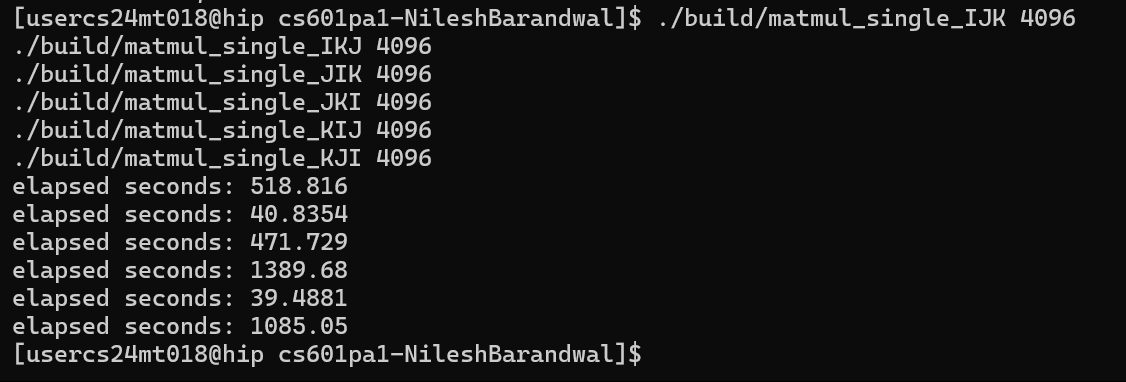 [usercs24mt018@hip cs601pa1-NileshBarandwal]$ ./build/matmul_single_IJK 4096
./build/matmul_single_IKJ 4096
./build/matmul_single_JIK 4096
./build/matmul_single_JKI 4096
./build/matmul_single_KIJ 4096
./build/matmul_single_KJI 4096
elapsed seconds: 518.816
elapsed seconds: 40.8354
elapsed seconds: 471.729
elapsed seconds: 1389.68
elapsed seconds: 39.4881
elapsed seconds: 1085.05
[usercs24mt018@hip cs601pa1-NileshBarandwal]$